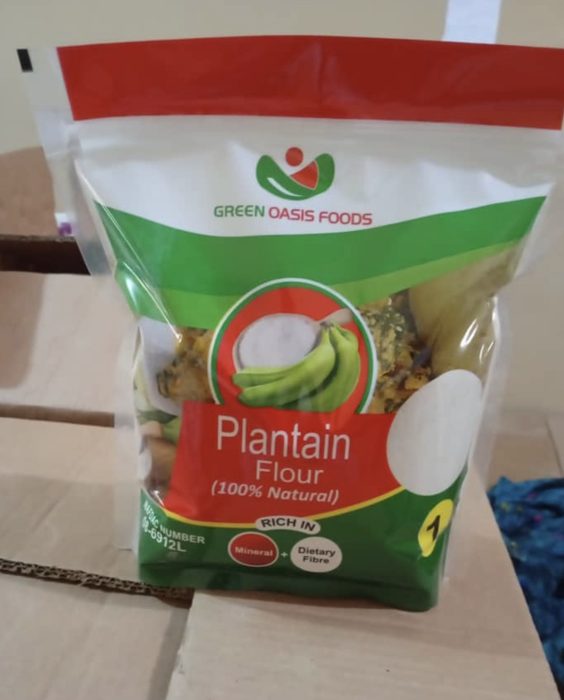 GREEN OASIS FOODS
Plantain
Flour
(100% Natural)
NUMBER
-6912L
RICH IN
Mineral + Dietary
Fibre